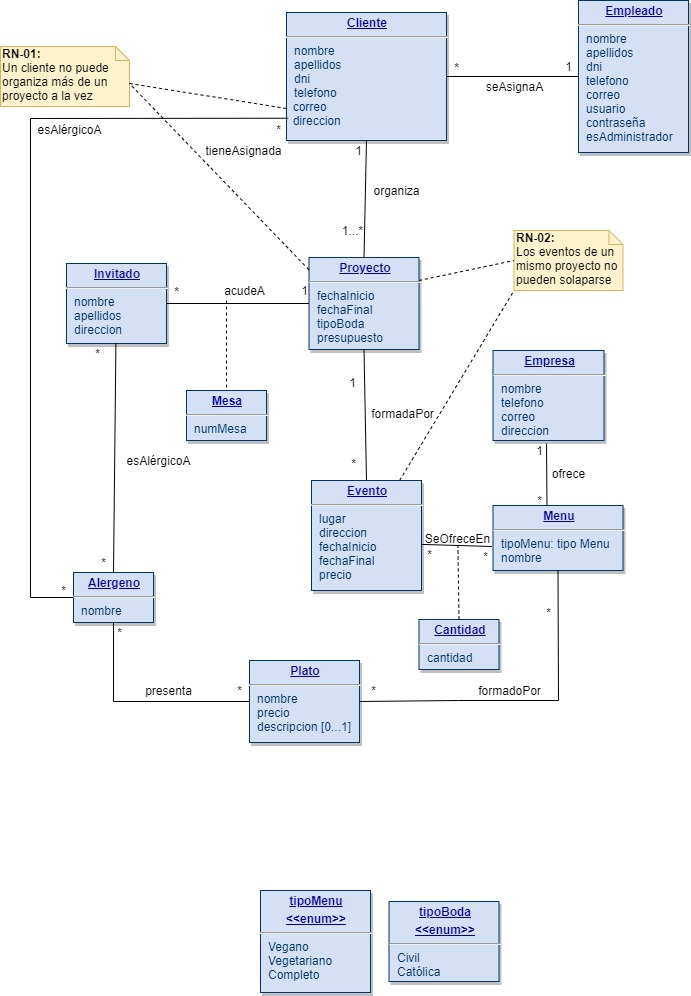 Cliente
nombre
apellidos
dni
telefono
correo
direccion
Empleado
nombre
apellidos
dni
telefono
correo
usuario
contraseña
esAdministrador
*
1
seAsignaA
RN-01:
Un cliente no puede
organiza más de un
proyecto a la vez
esAlérgicoA
*
tieneAsignada
1
organiza
1...*
RN-02:
Los eventos de un
mismo proyecto no
pueden solaparse
Invitado
nombre
apellidos
direccion
*
acudeA
1
Proyecto
fechaInicio
fechaFinal
tipoBoda
presupuesto
*
Mesa
numMesa
1
formadaPor
*
Empresa
nombre
telefono
correo
direccion
1
ofrece
*
esAlérgicoA
*
Evento
lugar
direccion
fechaInicio
fechaFinal
precio
SeOfreceEn
*
*
Menu
tipoMenu: tipo Menu
nombre
*
Alergeno
nombre
*
*
Cantidad
cantidad
presenta
*
Plato
nombre
precio
descripcion [0...1]
*
formadoPor
tipoMenu
<<enum>>
Vegano
Vegetariano
Completo
tipoBoda
<<enum>>
Civil
Católica